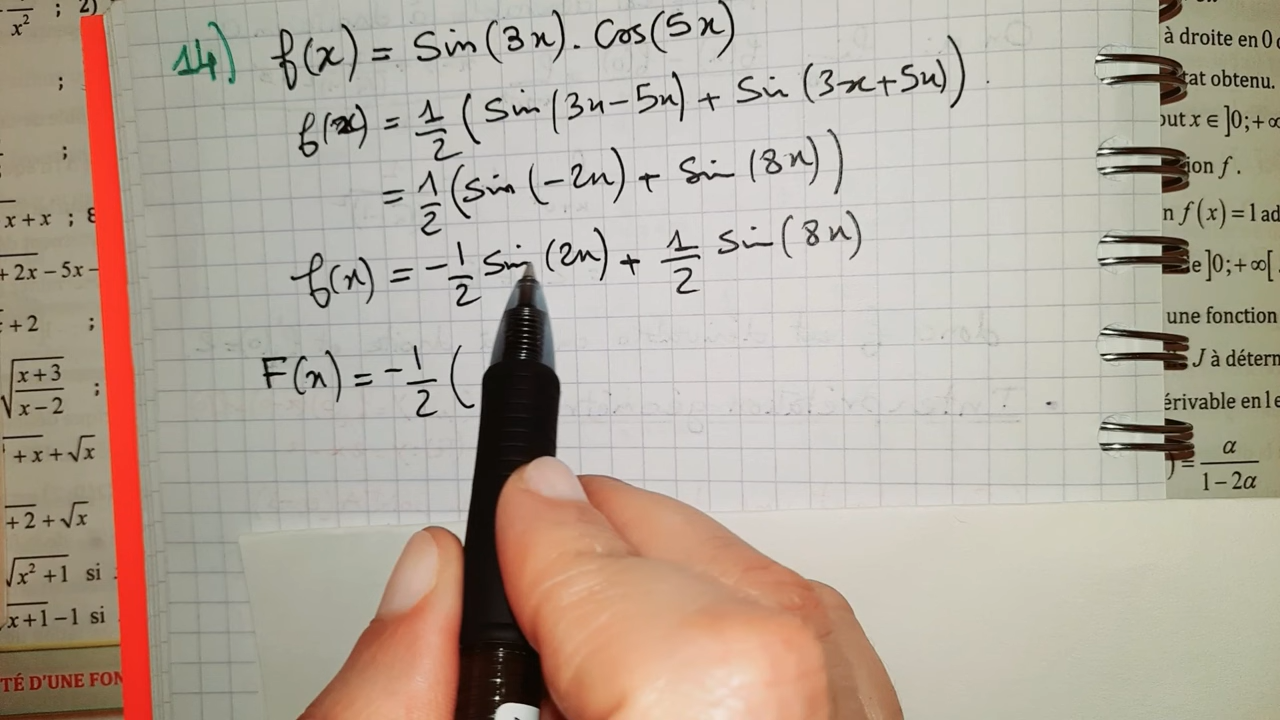 14) f(x) = Sin(3x). Cos(5x)
f(x) = 1/2 (Sin(3x-5x) + Sin(3x+5x)).
= 1/2 (Sin(-2x) + Sin(8x))
f(x) = -1/2 Sin(2x) + 1/2 Sin(8x)
F(x) = -1/2 (
x² ; 2)
;
;
x + x ;
+2x - 5x -
+2 ;
√((x+3)/(x-2)) ;
+x + √x
+2 + √x
√(x²+1) si
x+1 - 1 si
TÉ D'UNE FON
à droite en 0
tat obtenu.
out x ∈ ]0;+∞
ion f.
n f(x) = 1 ad
]0;+∞[.
une fonction
J à déterm
érivable en 1 e
= α/(1-2α)